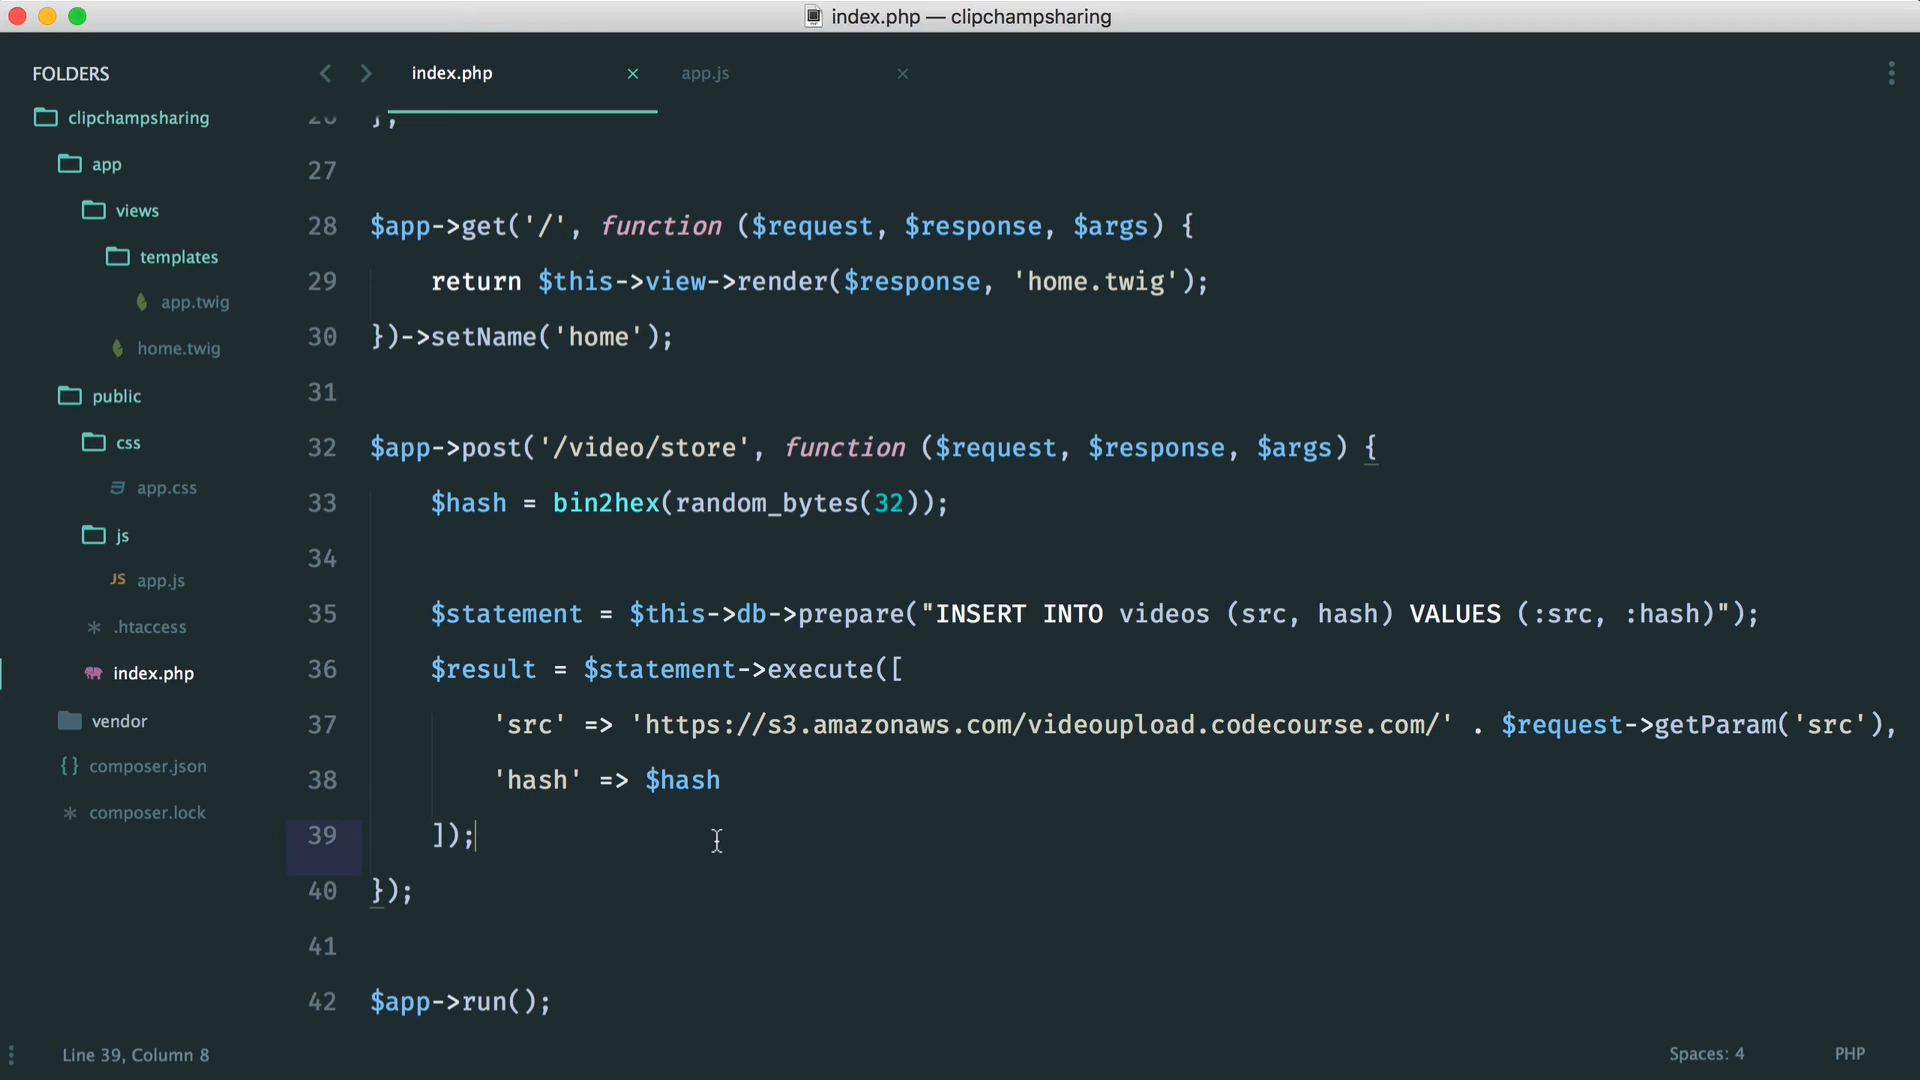 index.php — clipchampsharing
FOLDERS
clipchampsharing
app
views
templates
app.twig
home.twig
public
css
app.css
js
JS app.js
.htaccess
index.php
vendor
{} composer.json
composer.lock
index.php
app.js
26 ];
27
28 $app->get('/', function ($request, $response, $args) {
29 return $this->view->render($response, 'home.twig');
30 })->setName('home');
31
32 $app->post('/video/store', function ($request, $response, $args) {
33 $hash = bin2hex(random_bytes(32));
34
35 $statement = $this->db->prepare("INSERT INTO videos (src, hash) VALUES (:src, :hash)");
36 $result = $statement->execute([
37 'src' => 'https://s3.amazonaws.com/videoupload.codecourse.com/' . $request->getParam('src'),
38 'hash' => $hash
39 ]);
40 });
41
42 $app->run();
Line 39, Column 8
Spaces: 4
PHP